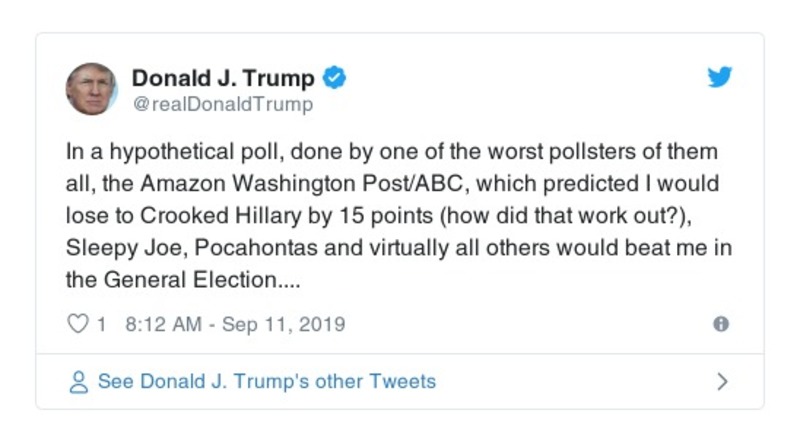 Donald J. Trump
@realDonaldTrump
In a hypothetical poll, done by one of the worst pollsters of them
all, the Amazon Washington Post/ABC, which predicted I would
lose to Crooked Hillary by 15 points (how did that work out?),
Sleepy Joe, Pocahontas and virtually all others would beat me in
the General Election....
1 8:12 AM - Sep 11, 2019
See Donald J. Trump's other Tweets